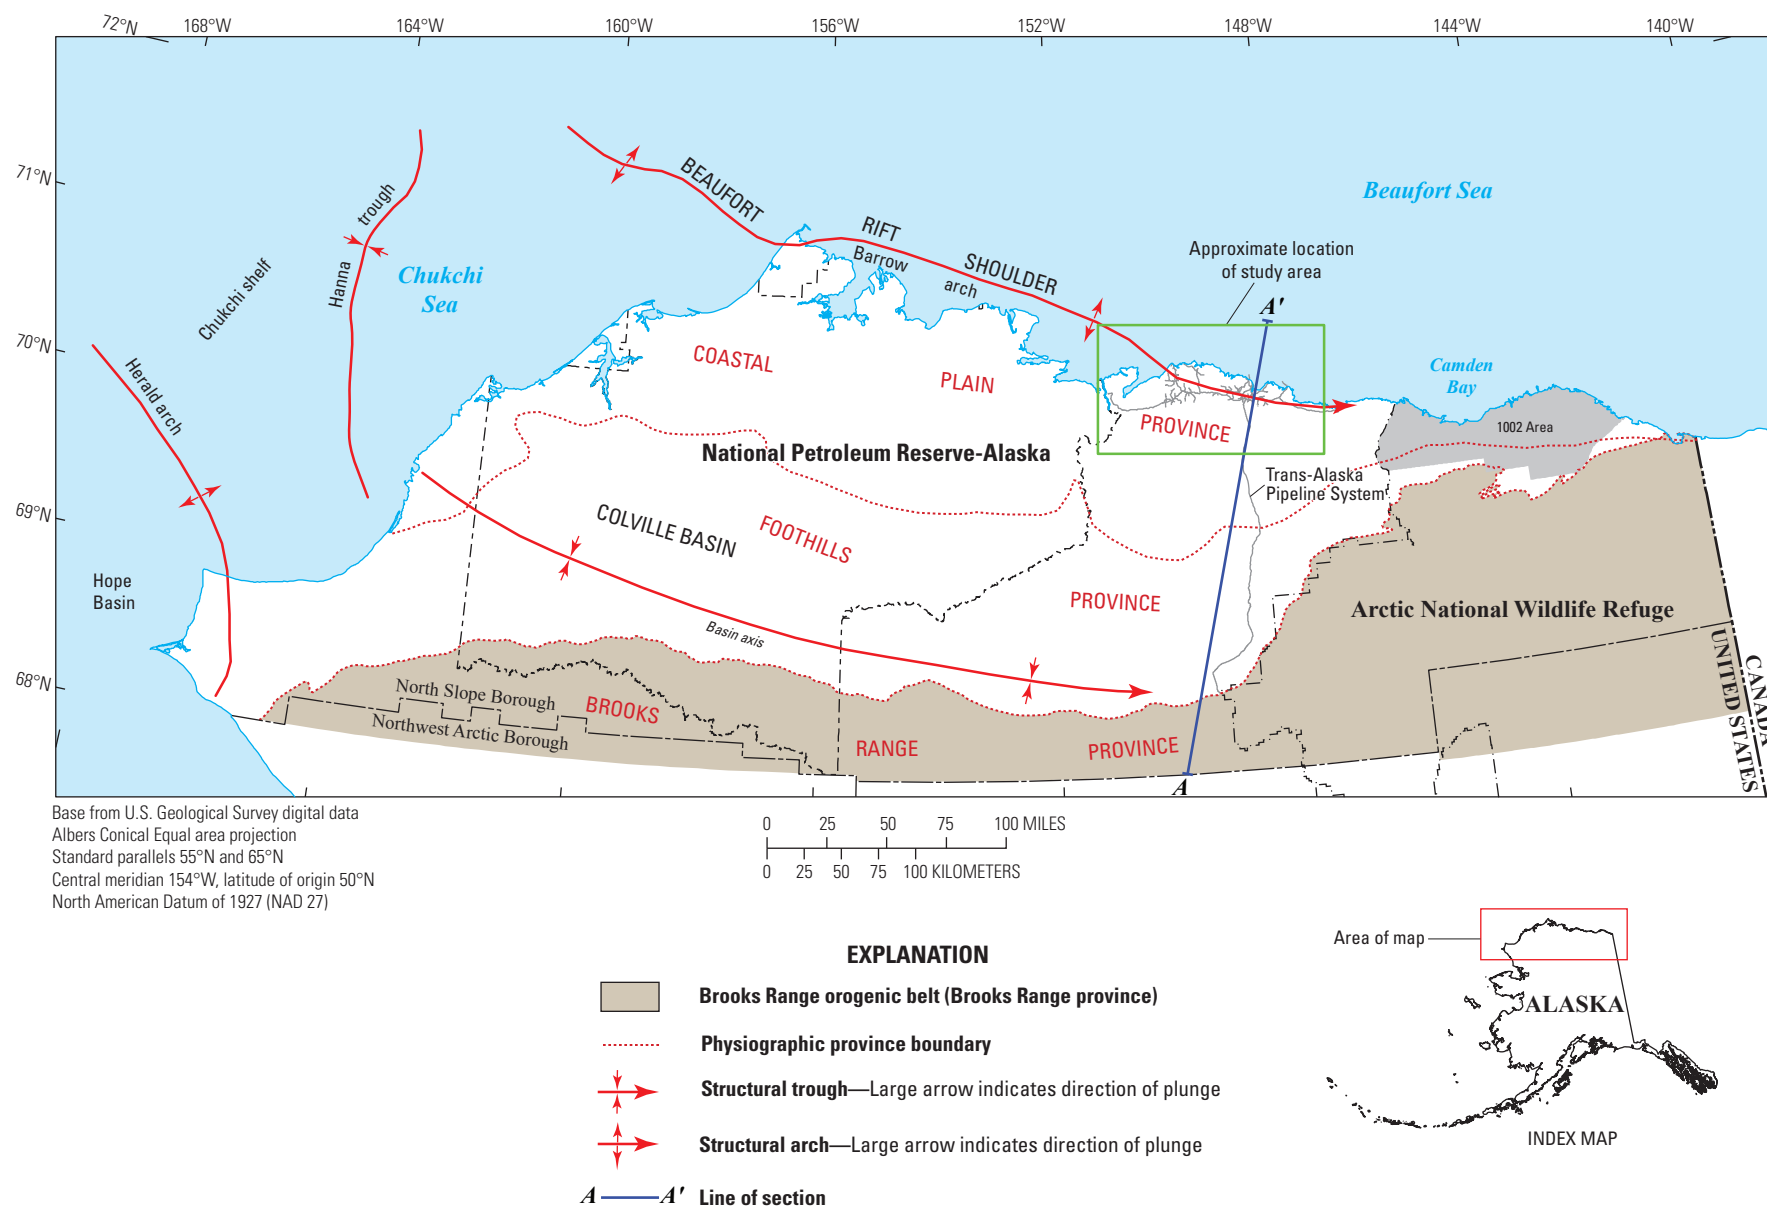 72°N
168°W
164°W
160°W
156°W
152°W
148°W
144°W
140°W
71°N
70°N
69°N
68°N
Beaufort Sea
BEAUFORT
RIFT
SHOULDER
Barrow
arch
Approximate location
of study area
A'
Hanna
trough
Chukchi shelf
Chukchi
Sea
Herald arch
Hope
Basin
COASTAL
PLAIN
PROVINCE
Camden
Bay
1002 Area
National Petroleum Reserve-Alaska
Trans-Alaska
Pipeline System
COLVILLE BASIN
FOOTHILLS
PROVINCE
Basin axis
Arctic National Wildlife Refuge
UNITED STATES
CANADA
North Slope Borough
Northwest Arctic Borough
BROOKS
RANGE
PROVINCE
A
Base from U.S. Geological Survey digital data
Albers Conical Equal area projection
Standard parallels 55°N and 65°N
Central meridian 154°W, latitude of origin 50°N
North American Datum of 1927 (NAD 27)
0 25 50 75 100 MILES
0 25 50 75 100 KILOMETERS
EXPLANATION
Brooks Range orogenic belt (Brooks Range province)
Physiographic province boundary
Structural trough—Large arrow indicates direction of plunge
Structural arch—Large arrow indicates direction of plunge
A A' Line of section
Area of map
ALASKA
INDEX MAP